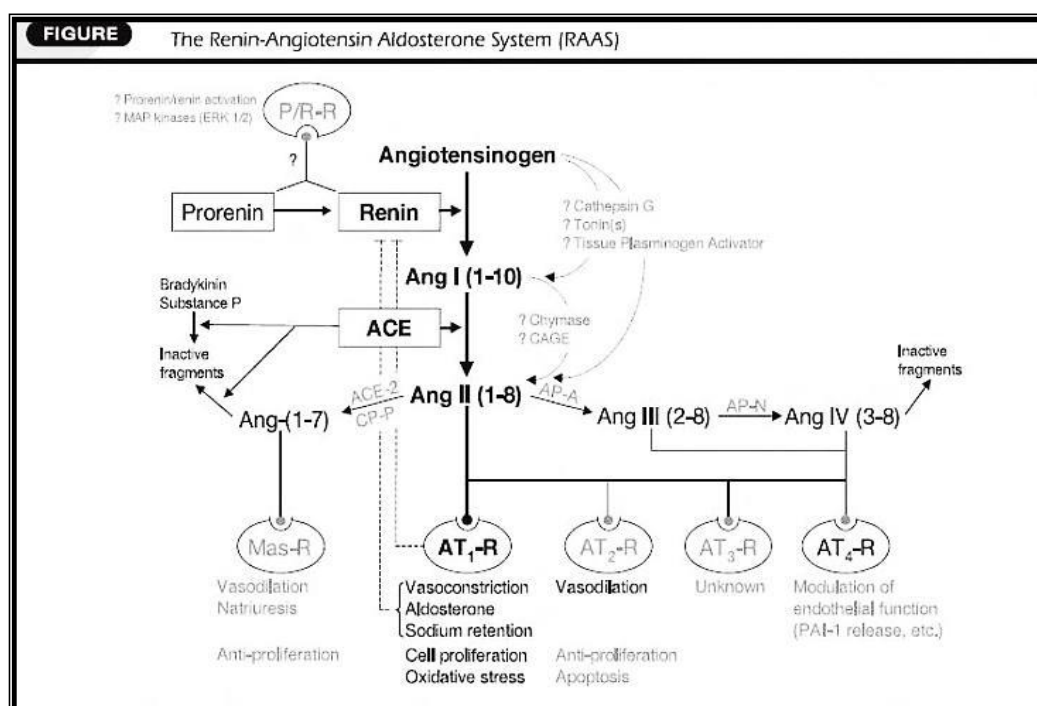 FIGURE
The Renin-Angiotensin Aldosterone System (RAAS)
? Prorenin/renin activation
? MAP kinases (ERK 1/2)
P/R-R
?
Angiotensinogen
Prorenin
Renin
? Cathepsin G
? Tonin(s)
? Tissue Plasminogen Activator
Ang I (1-10)
Bradykinin
Substance P
ACE
? Chymase
? CAGE
Inactive
fragments
Inactive
fragments
ACE-2
CP-P
Ang II (1-8)
AP-A
Ang-(1-7)
Ang III (2-8)
AP-N
Ang IV (3-8)
Mas-R
AT1-R
AT2-R
AT3-R
AT4-R
Vasodilation
Natriuresis
Anti-proliferation
Vasoconstriction
Aldosterone
Sodium retention
Cell proliferation
Oxidative stress
Vasodilation
Anti-proliferation
Apoptosis
Unknown
Modulation of
endothelial function
(PAI-1 release, etc.)